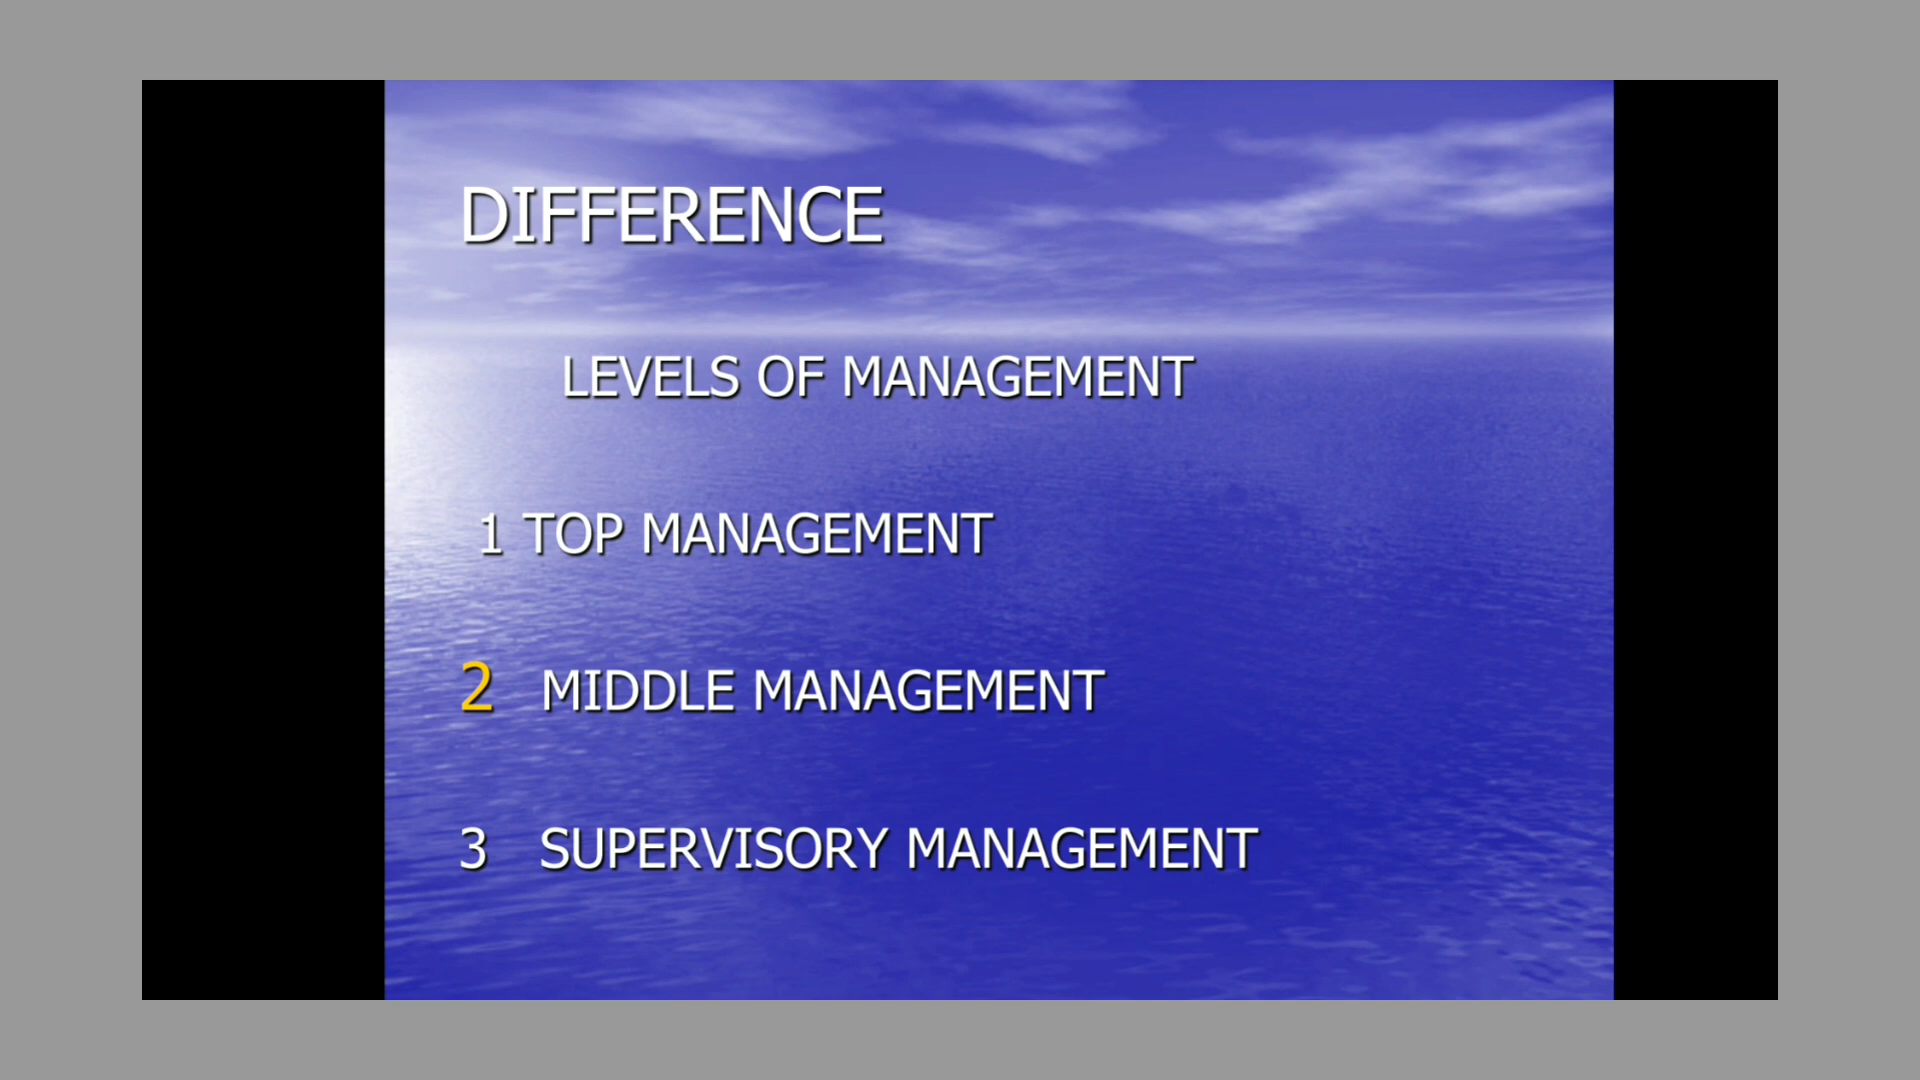 DIFFERENCE
LEVELS OF MANAGEMENT
1 TOP MANAGEMENT
2 MIDDLE MANAGEMENT
3 SUPERVISORY MANAGEMENT